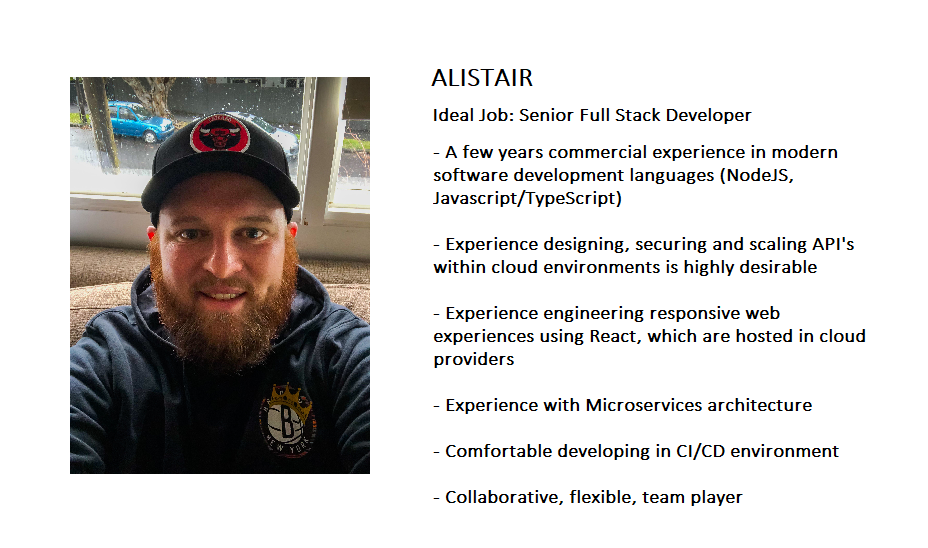 ALISTAIR
Ideal Job: Senior Full Stack Developer
- A few years commercial experience in modern
software development languages (NodeJS,
Javascript/TypeScript)
- Experience designing, securing and scaling API's
within cloud environments is highly desirable
- Experience engineering responsive web
experiences using React, which are hosted in cloud
providers
- Experience with Microservices architecture
- Comfortable developing in CI/CD environment
- Collaborative, flexible, team player
B
NEW YORK